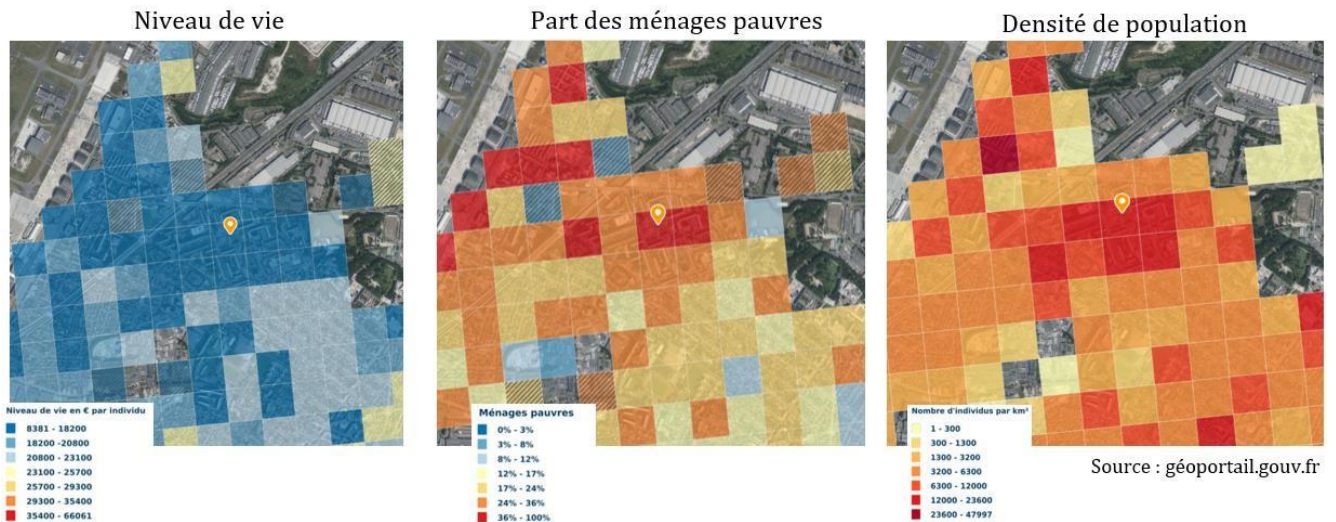 Niveau de vie
Part des ménages pauvres
Densité de population
Niveau de vie en € par individu
8381 - 18200
18200 -20800
20800 - 23100
23100 - 25700
25700 - 29300
29300 - 35400
35400 - 66061
Ménages pauvres
0% - 3%
3% - 8%
8% - 12%
12% - 17%
17% - 24%
24% - 36%
36% - 100%
Nombre d'individus par km²
1 - 300
300 - 1300
1300 - 3200
3200 - 6300
6300 - 12000
12000 - 23600
23600 - 47997
Source : géoportail.gouv.fr